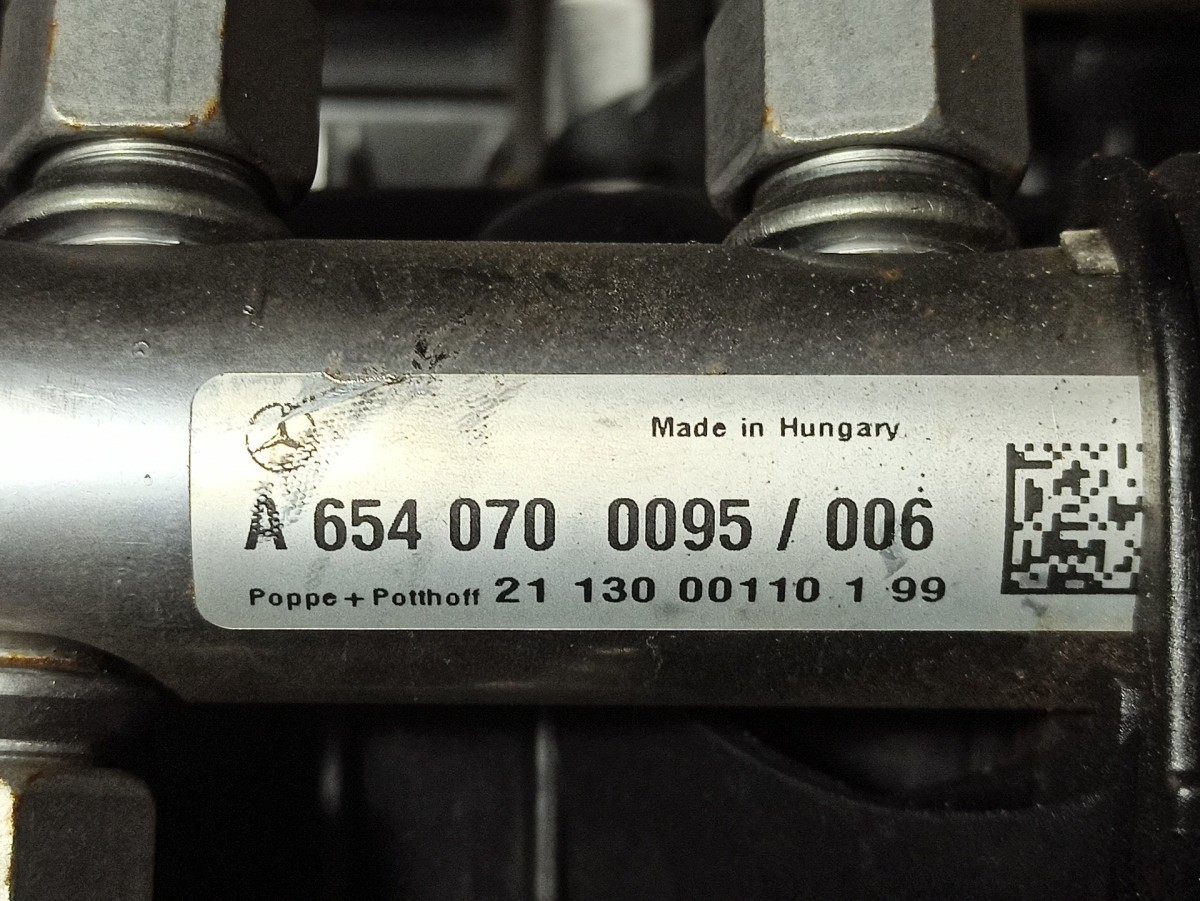 Made in Hungary
A 654 070 0095 / 006
Poppe + Potthoff 21 130 00110 1 99